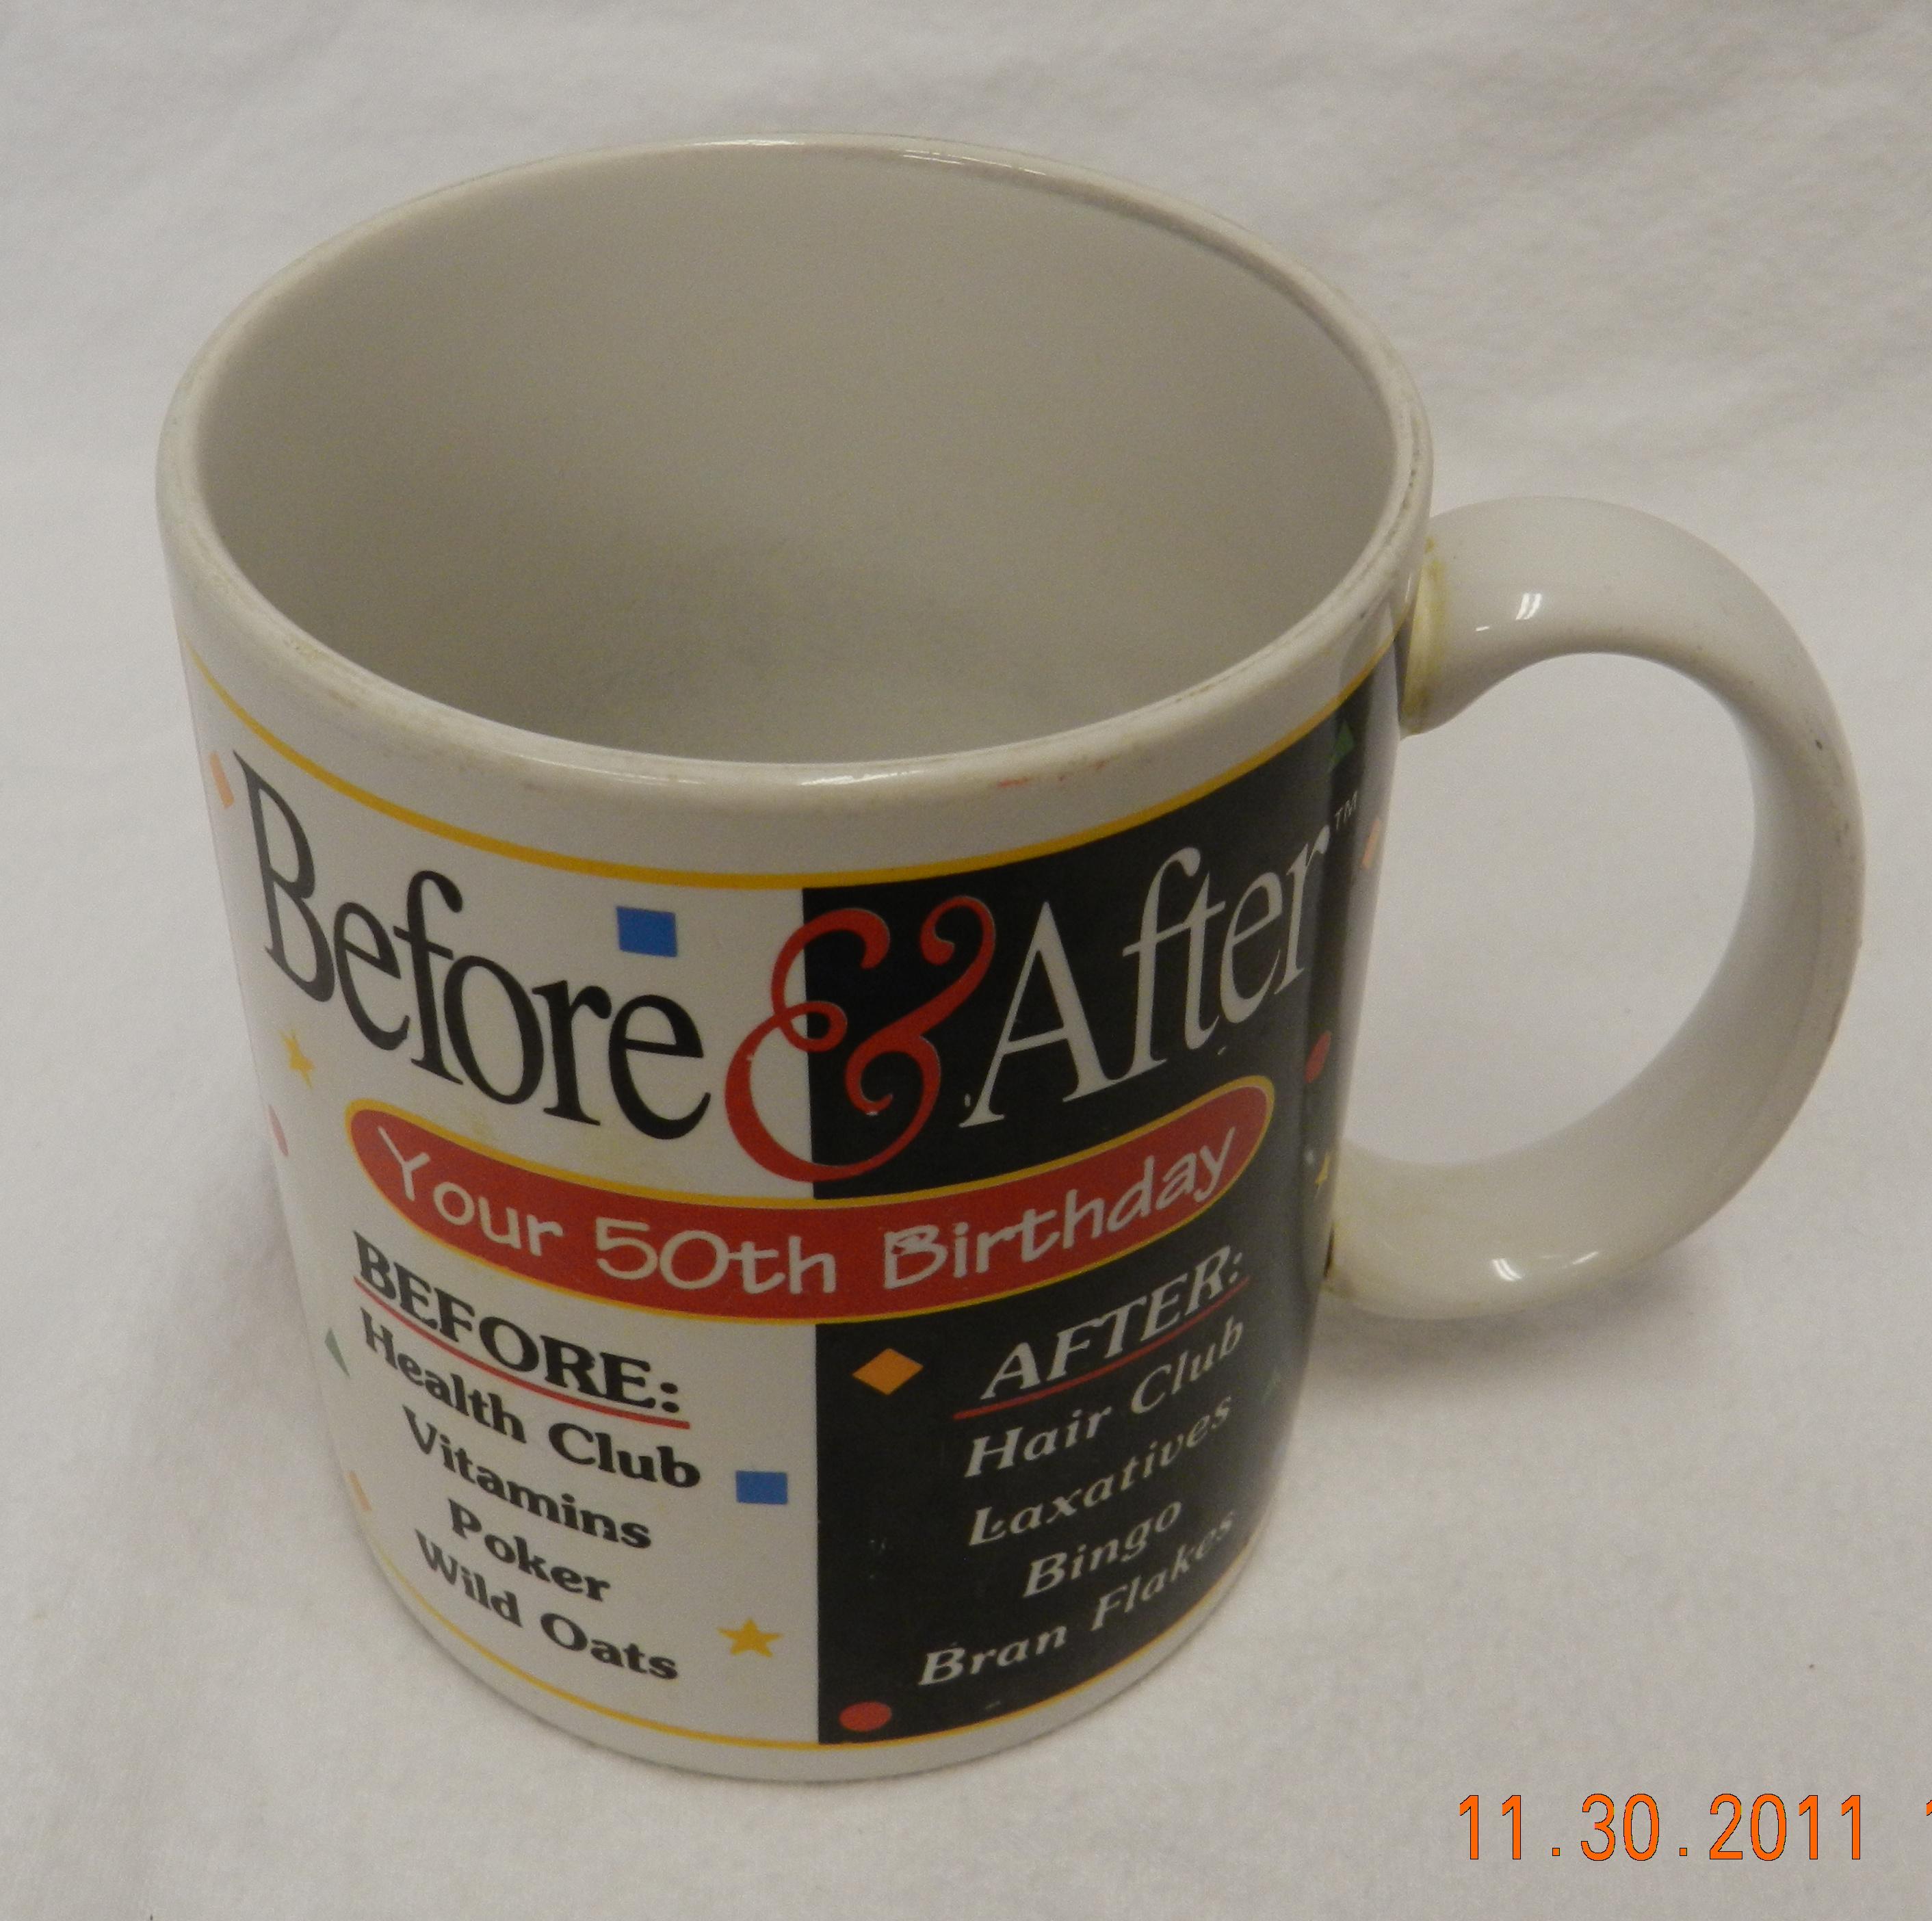 Before & After™
Your 50th Birthday
BEFORE:
Health Club
Vitamins
Poker
Wild Oats
AFTER:
Hair Club
Laxatives
Bingo
Bran Flakes
11.30.2011